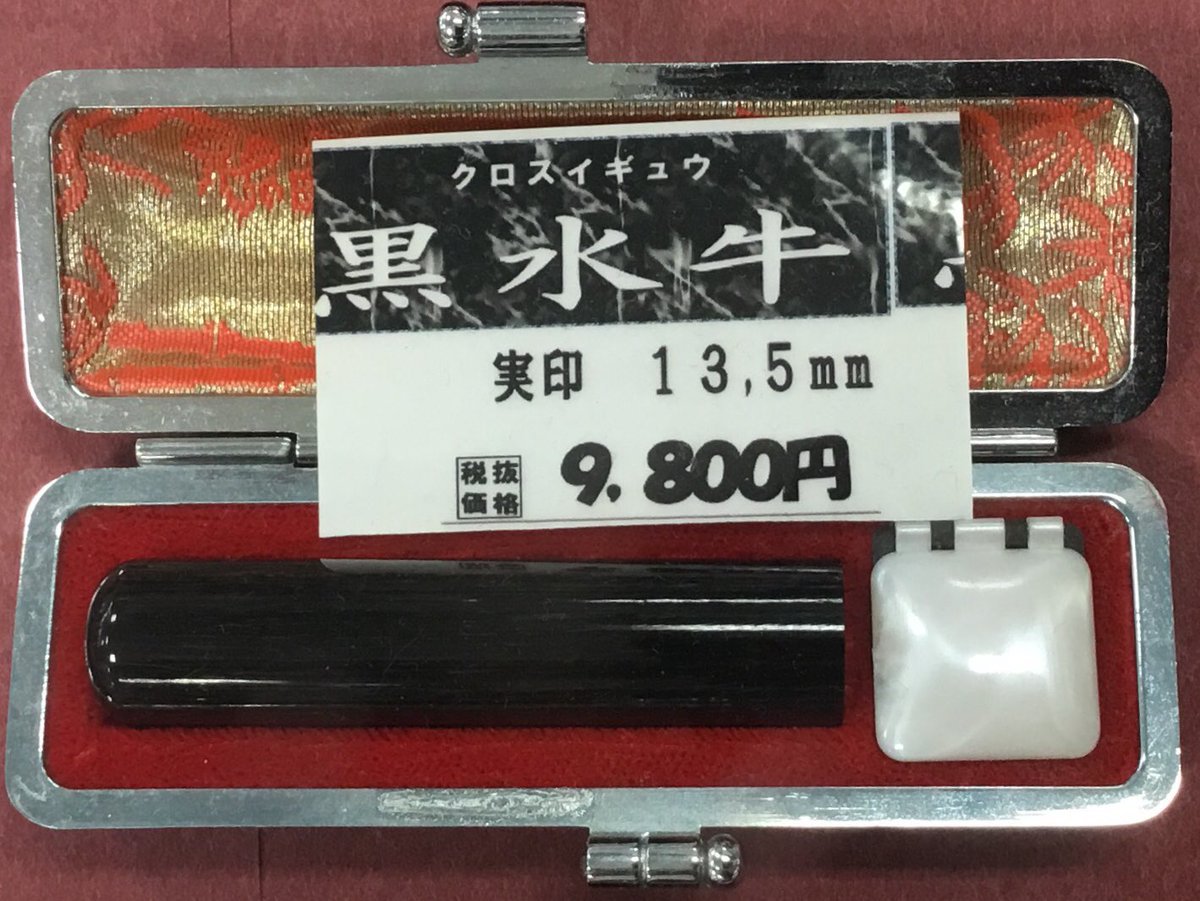 クロスイギュウ
黒水牛
実印 13,5mm
税抜価格 9.800円